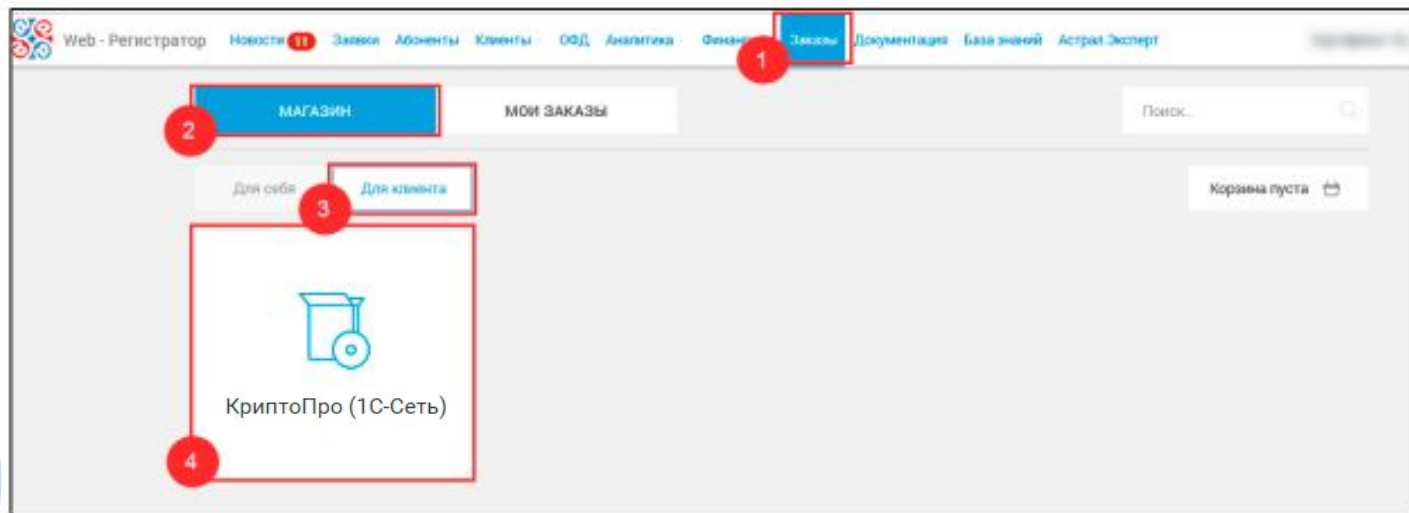 Web - Регистратор Новости 11 Заявки Абоненты Клиенты ОФД Аналитика Заказы Документация База знаний Астрал Эксперт
1
МАГАЗИН МОИ ЗАКАЗЫ Поиск...
2
Для себя Для клиента Корзина пуста
3
КриптоПро (1С-Сеть)
4